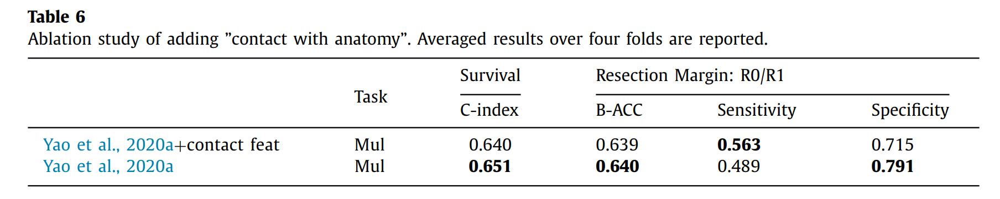 Table 6
Ablation study of adding ”contact with anatomy”. Averaged results over four folds are reported.
Task Survival Resection Margin: R0/R1
C-index B-ACC Sensitivity Specificity
Yao et al., 2020a+contact feat Mul 0.640 0.639 0.563 0.715
Yao et al., 2020a Mul 0.651 0.640 0.489 0.791